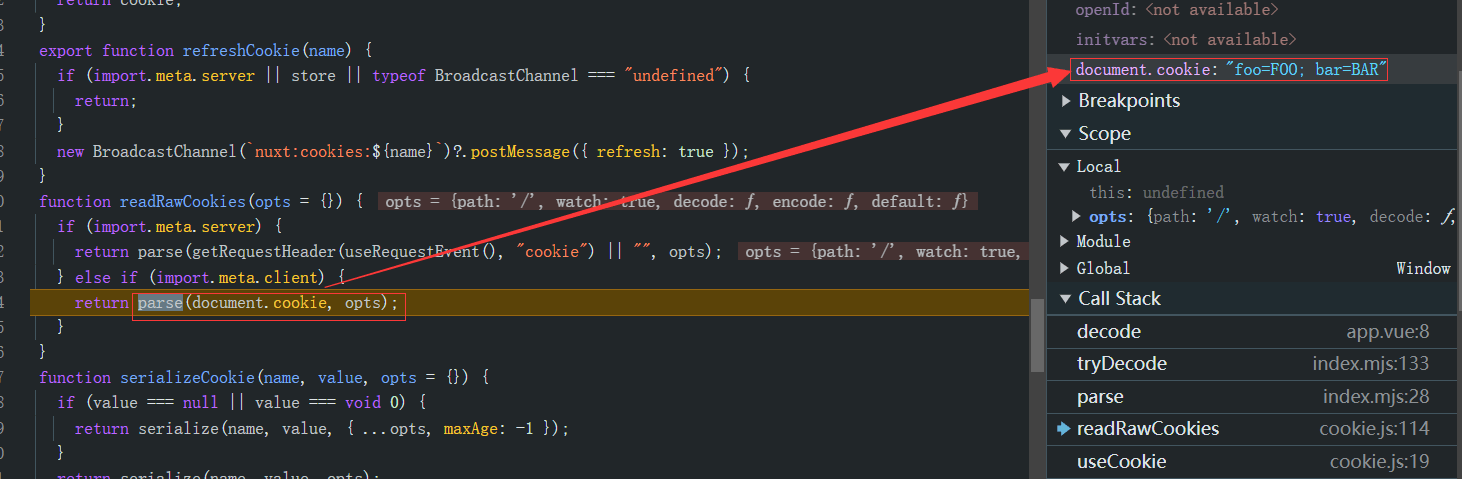 return cookie;
}
export function refreshCookie(name) {
if (import.meta.server || store || typeof BroadcastChannel === "undefined") {
return;
}
new BroadcastChannel(`nuxt:cookies:${name}`)?.postMessage({ refresh: true });
}
function readRawCookies(opts = {}) { opts = {path: '/', watch: true, decode: ƒ, encode: ƒ, default: ƒ}
if (import.meta.server) {
return parse(getRequestHeader(useRequestEvent(), "cookie") || "", opts); opts = {path: '/', watch: true,
} else if (import.meta.client) {
return parse(document.cookie, opts);
}
}
function serializeCookie(name, value, opts = {}) {
if (value === null || value === void 0) {
return serialize(name, value, { ...opts, maxAge: -1 });
}
return serialize(name, value, opts);
openId: <not available>
initvars: <not available>
document.cookie: "foo=FOO; bar=BAR"
Breakpoints
Scope
Local
this: undefined
opts: {path: '/', watch: true, decode: ƒ,
Module
Global Window
Call Stack
decode app.vue:8
tryDecode index.mjs:133
parse index.mjs:28
readRawCookies cookie.js:114
useCookie cookie.js:19